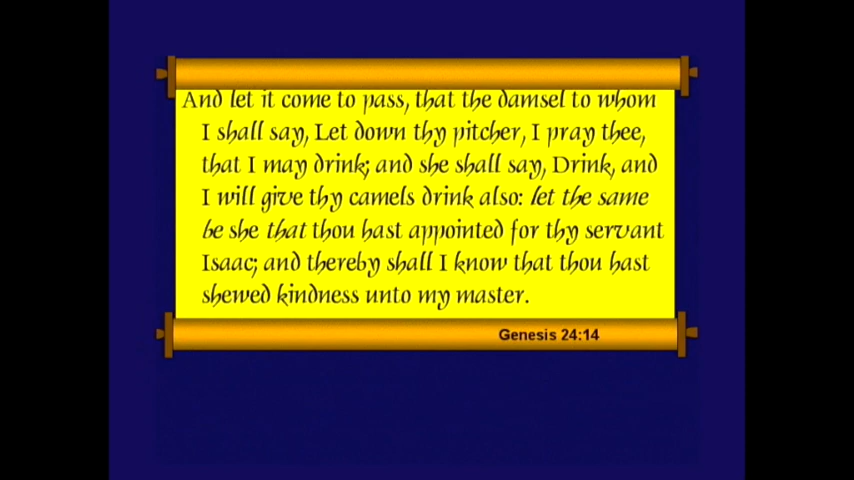 And let it come to pass, that the damsel to whom
I shall say, Let down thy pitcher, I pray thee,
that I may drink; and she shall say, Drink, and
I will give thy camels drink also: let the same
be she that thou hast appointed for thy servant
Isaac; and thereby shall I know that thou hast
shewed kindness unto my master.
Genesis 24:14